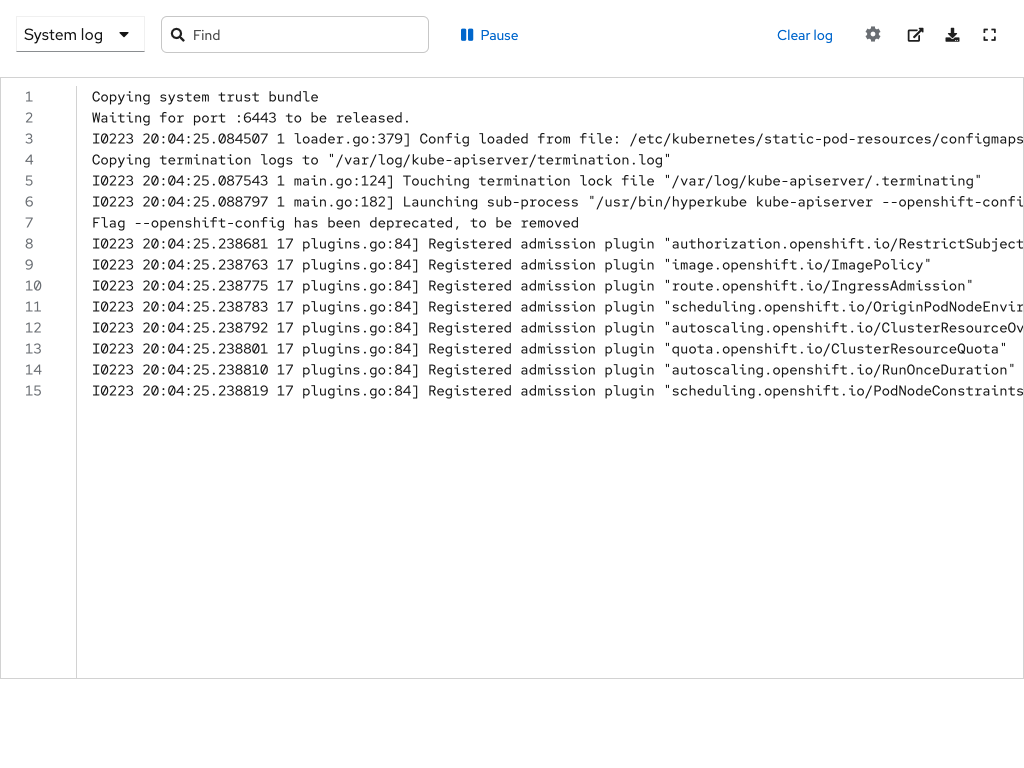 System log
Find
Pause
Clear log
1 Copying system trust bundle
2 Waiting for port :6443 to be released.
3 I0223 20:04:25.084507 1 loader.go:379] Config loaded from file: /etc/kubernetes/static-pod-resources/configmaps
4 Copying termination logs to "/var/log/kube-apiserver/termination.log"
5 I0223 20:04:25.087543 1 main.go:124] Touching termination lock file "/var/log/kube-apiserver/.terminating"
6 I0223 20:04:25.088797 1 main.go:182] Launching sub-process "/usr/bin/hyperkube kube-apiserver --openshift-confi
7 Flag --openshift-config has been deprecated, to be removed
8 I0223 20:04:25.238681 17 plugins.go:84] Registered admission plugin "authorization.openshift.io/RestrictSubject
9 I0223 20:04:25.238763 17 plugins.go:84] Registered admission plugin "image.openshift.io/ImagePolicy"
10 I0223 20:04:25.238775 17 plugins.go:84] Registered admission plugin "route.openshift.io/IngressAdmission"
11 I0223 20:04:25.238783 17 plugins.go:84] Registered admission plugin "scheduling.openshift.io/OriginPodNodeEnvir
12 I0223 20:04:25.238792 17 plugins.go:84] Registered admission plugin "autoscaling.openshift.io/ClusterResourceOv
13 I0223 20:04:25.238801 17 plugins.go:84] Registered admission plugin "quota.openshift.io/ClusterResourceQuota"
14 I0223 20:04:25.238810 17 plugins.go:84] Registered admission plugin "autoscaling.openshift.io/RunOnceDuration"
15 I0223 20:04:25.238819 17 plugins.go:84] Registered admission plugin "scheduling.openshift.io/PodNodeConstraints